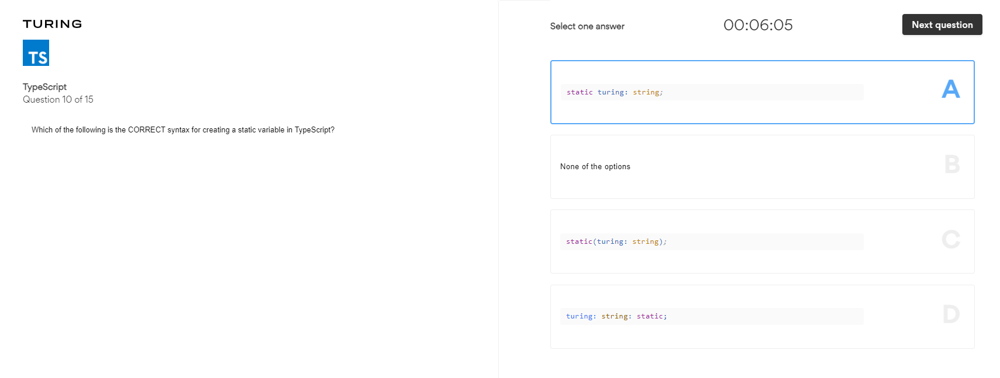 TURING
TS
TypeScript
Question 10 of 15
Which of the following is the CORRECT syntax for creating a static variable in TypeScript?
Select one answer
00:06:05
Next question
static turing: string;
A
None of the options
B
static(turing: string);
C
turing: string: static;
D